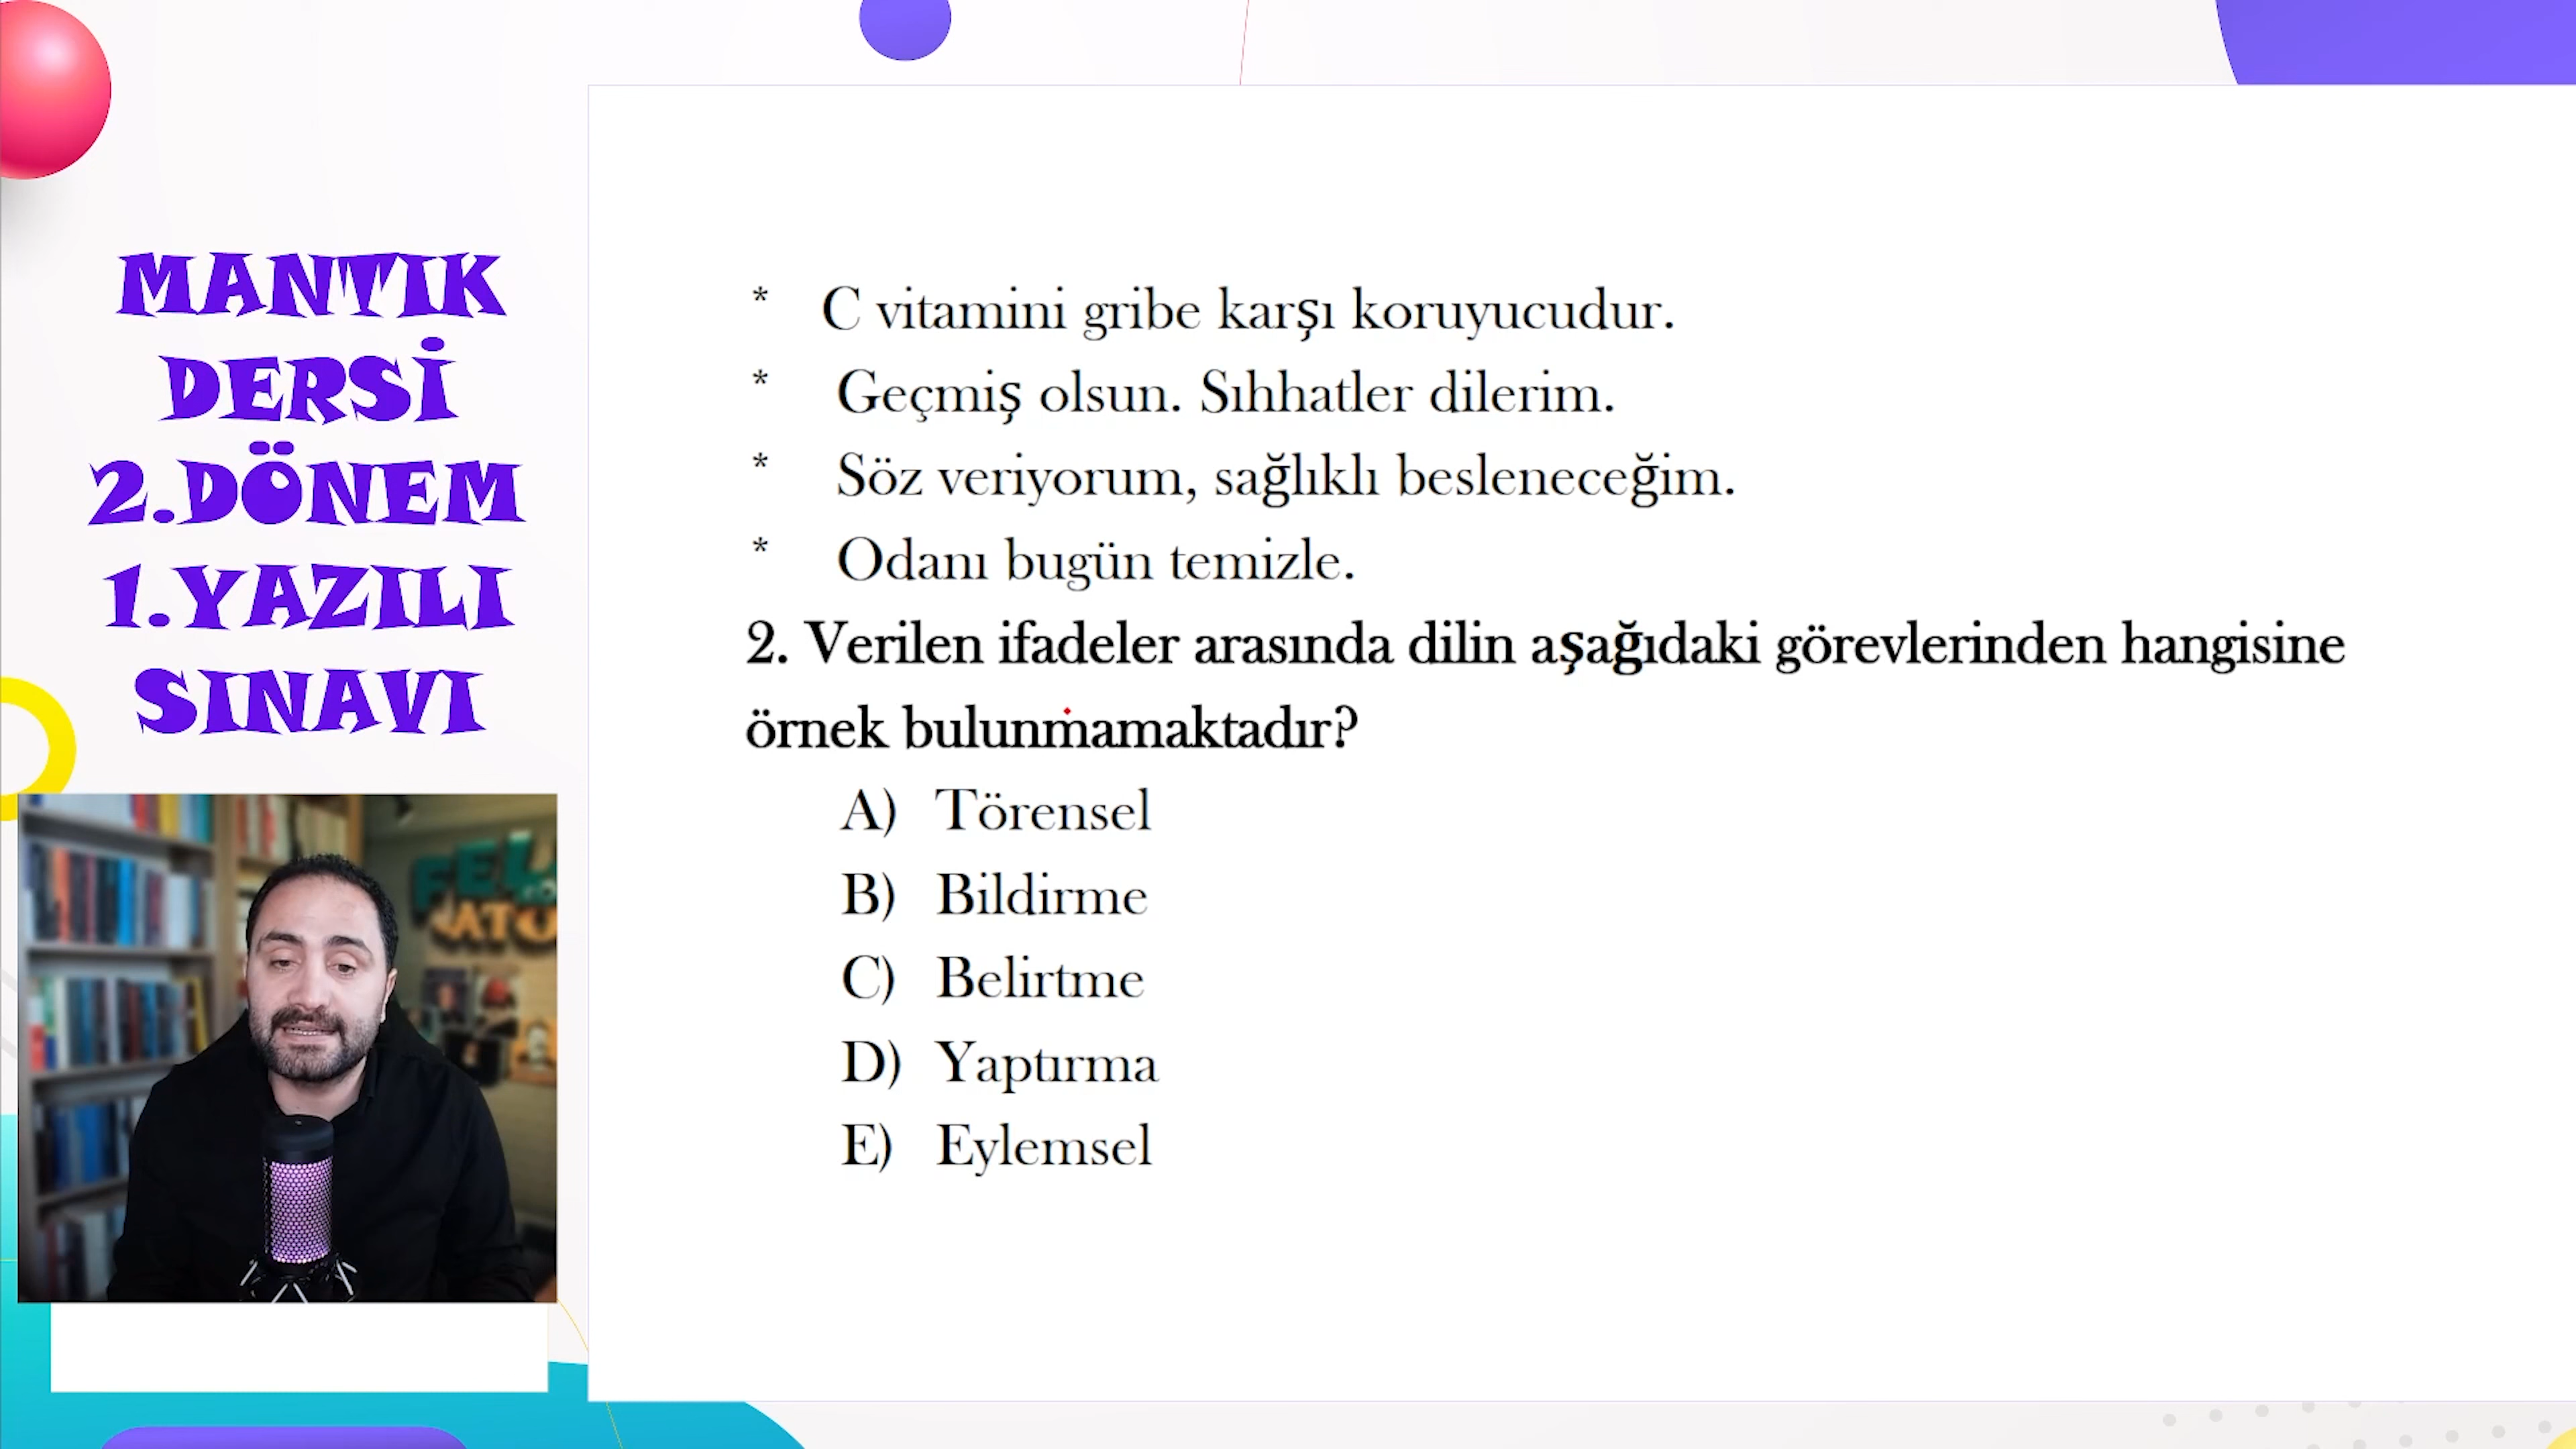 MANTIK
DERSİ
2.DÖNEM
1.YAZILI
SINAVI
* C vitamini gribe karşı koruyucudur.
* Geçmiş olsun. Sıhhatler dilerim.
* Söz veriyorum, sağlıklı besleneceğim.
* Odanı bugün temizle.
2. Verilen ifadeler arasında dilin aşağıdaki görevlerinden hangisine
örnek bulunmamaktadır?
A) Törensel
B) Bildirme
C) Belirtme
D) Yaptırma
E) Eylemsel